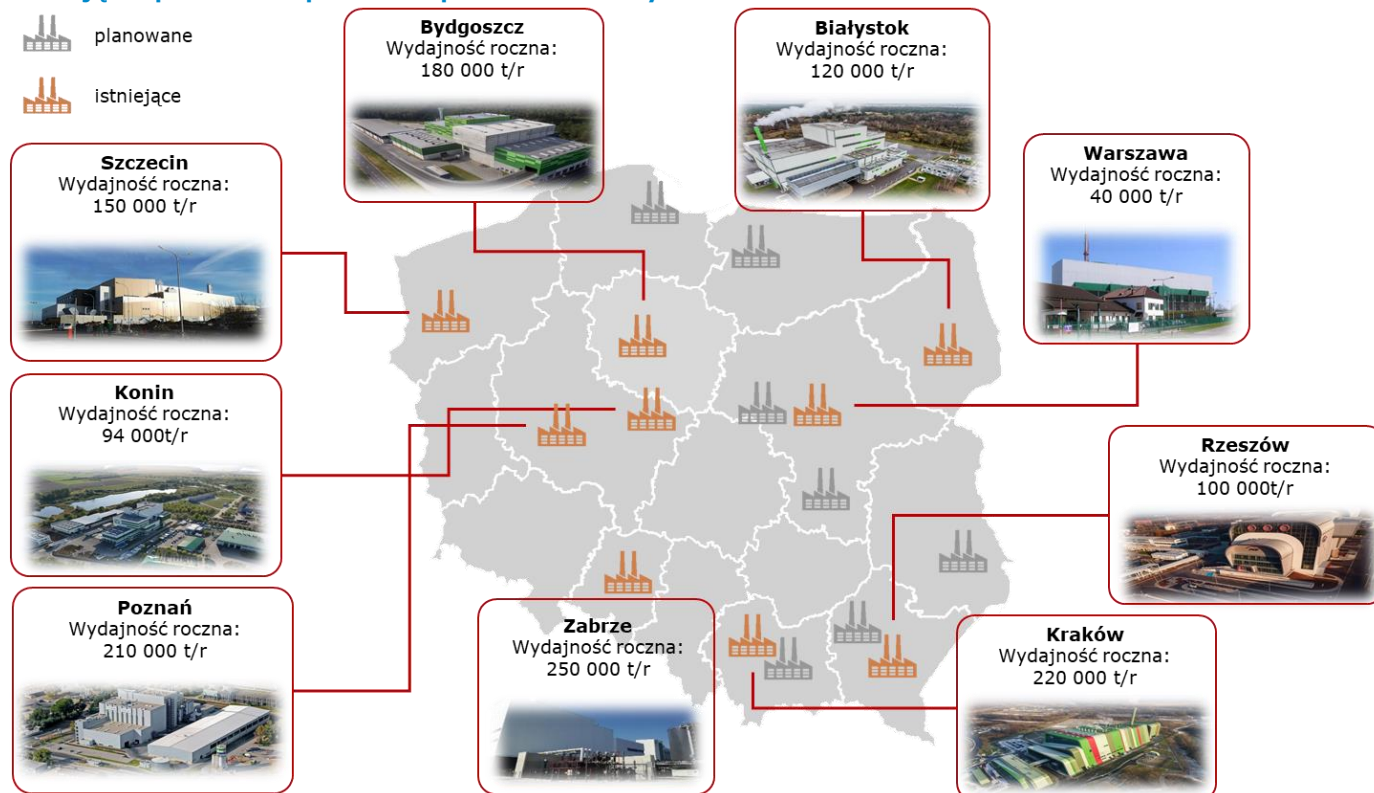 planowane
istniejące
Bydgoszcz
Wydajność roczna:
180 000 t/r
Białystok
Wydajność roczna:
120 000 t/r
Szczecin
Wydajność roczna:
150 000 t/r
Warszawa
Wydajność roczna:
40 000 t/r
Konin
Wydajność roczna:
94 000t/r
Rzeszów
Wydajność roczna:
100 000t/r
Poznań
Wydajność roczna:
210 000 t/r
Zabrze
Wydajność roczna:
250 000 t/r
Kraków
Wydajność roczna:
220 000 t/r